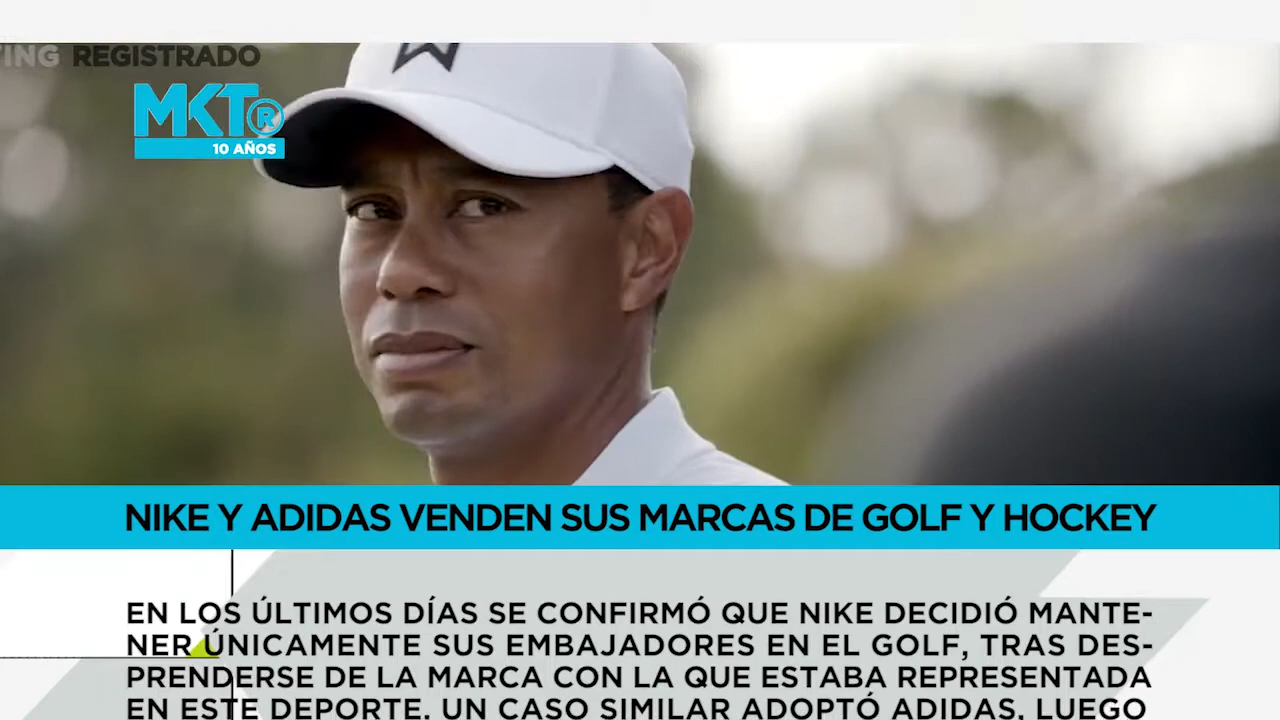 TING REGISTRADO
MKT®
10 AÑOS
NIKE Y ADIDAS VENDEN SUS MARCAS DE GOLF Y HOCKEY
EN LOS ÚLTIMOS DÍAS SE CONFIRMÓ QUE NIKE DECIDIÓ MANTE-
NER ÚNICAMENTE SUS EMBAJADORES EN EL GOLF, TRAS DES-
PRENDERSE DE LA MARCA CON LA QUE ESTABA REPRESENTADA
EN ESTE DEPORTE. UN CASO SIMILAR ADOPTÓ ADIDAS, LUEGO